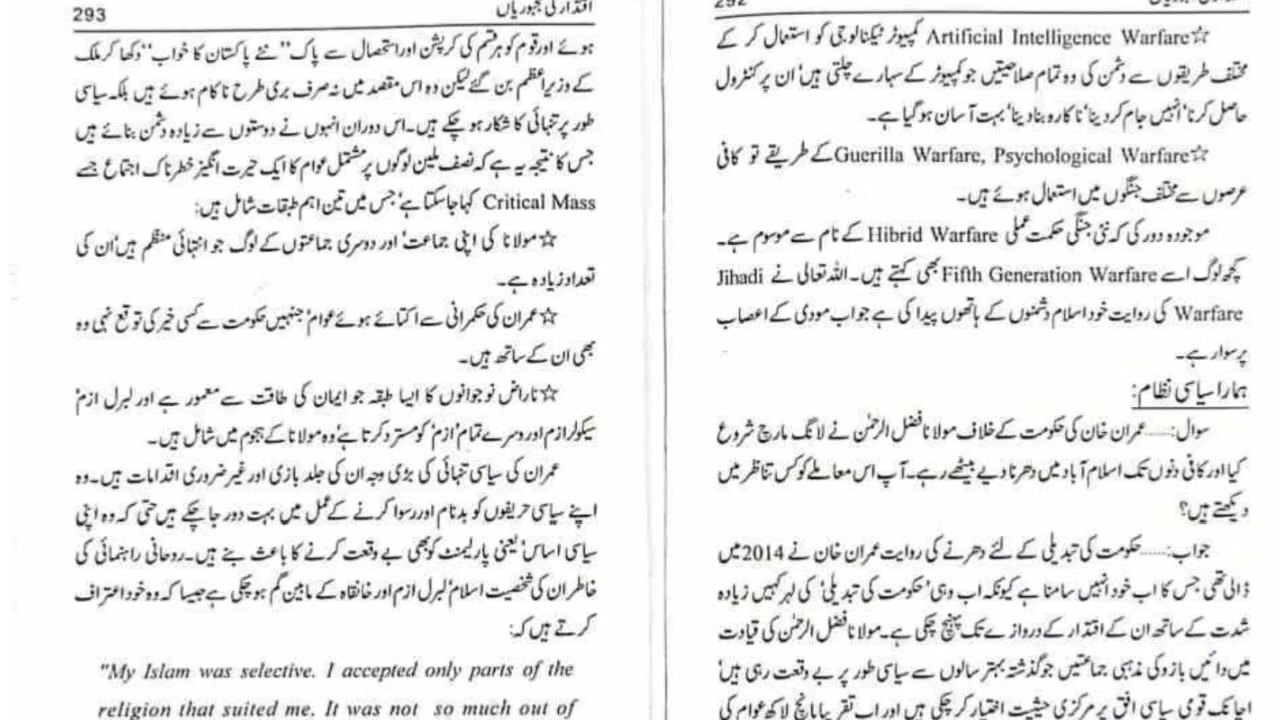 292
اقتدار کی مجبوریاں
☆Artificial Intelligence Warfare کمپیوٹر ٹیکنالوجی کو استعمال کر کے
مختلف طریقوں سے دشمن کی وہ تمام صلاحیتیں جو کمپیوٹر کے سہارے چلتی ہیں' ان پر کنٹرول
حاصل کرنا' انہیں جام کر دینا' ناکارہ بنا دینا' بہت آسان ہو گیا ہے۔
☆Guerilla Warfare, Psychological Warfare کے طریقے تو کافی
عرصوں سے مختلف جنگوں میں استعمال ہوئے ہیں۔
موجودہ دور کی کہ نئی جنگی حکمت عملی Hibrid Warfare کے نام سے موسوم ہے۔
کچھ لوگ اسے Fifth Generation Warfare بھی کہتے ہیں۔ اللہ تعالٰی نے Jihadi
Warfare کی روایت خود اسلام دشمنوں کے ہاتھوں پیدا کی ہے جو اب مودی کے اعصاب
پر سوار ہے۔
ہمارا سیاسی نظام:
سوال:.....عمران خان کی حکومت کے خلاف مولانا فضل الرحمٰن نے لانگ مارچ شروع
کیا اور کافی دنوں تک اسلام آباد میں دھرنا دیے بیٹھے رہے۔ آپ اس معاملے کو کس تناظر میں
دیکھتے ہیں؟
جواب:.....حکومت کی تبدیلی کے لئے دھرنے کی روایت عمران خان نے 2014 میں
ڈالی تھی جس کا اب خود انہیں سامنا ہے کیونکہ اب وہی 'حکومت کی تبدیلی' کی لہر کہیں زیادہ
شدت کے ساتھ ان کے اقتدار کے دروازے تک پہنچ چکی ہے۔ مولانا فضل الرحمٰن کی قیادت
میں دائیں بازو کی مذہبی جماعتیں جو گذشتہ بہتر سالوں سے سیاسی طور پر بے وقعت رہی ہیں'
اچانک قومی سیاسی افق پر مرکزی حیثیت اختیار کر چکی ہیں اور اب تقریبا پانچ لاکھ عوام کی
293
اقتدار کی مجبوریاں
ہوئے اور قوم کو ہر قسم کی کرپشن اور استحصال سے پاک "نئے پاکستان کا خواب" دکھا کر ملک
کے وزیراعظم بن گئے لیکن وہ اس مقصد میں نہ صرف بری طرح ناکام ہوئے ہیں بلکہ سیاسی
طور پر تنہائی کا شکار ہو چکے ہیں۔ اس دوران انہوں نے دوستوں سے زیادہ دشمن بنائے ہیں
جس کا نتیجہ یہ ہے کہ نصف ملین لوگوں پر مشتمل عوام کا ایک حیرت انگیز خطرناک اجتماع جسے
Critical Mass کہا جا سکتا ہے' جس میں تین اہم طبقات شامل ہیں:
☆مولانا کی اپنی جماعت' اور دوسری جماعتوں کے لوگ جو انتہائی منظم ہیں' ان کی
تعداد زیادہ ہے۔
☆عمران کی حکمرانی سے اکتائے ہوئے عوام' جنہیں حکومت سے کسی خیر کی توقع نہی وہ
بھی ان کے ساتھ ہیں۔
☆ناراض نوجوانوں کا ایسا طبقہ جو ایمان کی طاقت سے معمور ہے اور لبرل ازم'
سیکولرازم اور دوسرے تمام 'ازم' کو مسترد کرتا ہے' وہ مولانا کے ہجوم میں شامل ہیں۔
عمران کی سیاسی تنہائی کی بڑی وجہ ان کی جلد بازی اور غیر ضروری اقدامات ہیں۔ وہ
اپنے سیاسی حریفوں کو بدنام اور رسوا کرنے کے عمل میں بہت دور جا چکے ہیں حتی کہ وہ اپنی
سیاسی اساس' یعنی پارلیمنٹ کو بھی بے وقعت کرنے کا باعث بنے ہیں۔ روحانی راہنمائی کی
خاطر ان کی شخصیت اسلام' لبرل ازم اور خانقاہ کے مابین گم ہو چکی ہے جیسا کہ وہ خود اعتراف
کرتے ہیں کہ:
"My Islam was selective. I accepted only parts of the
religion that suited me. It was not so much out of